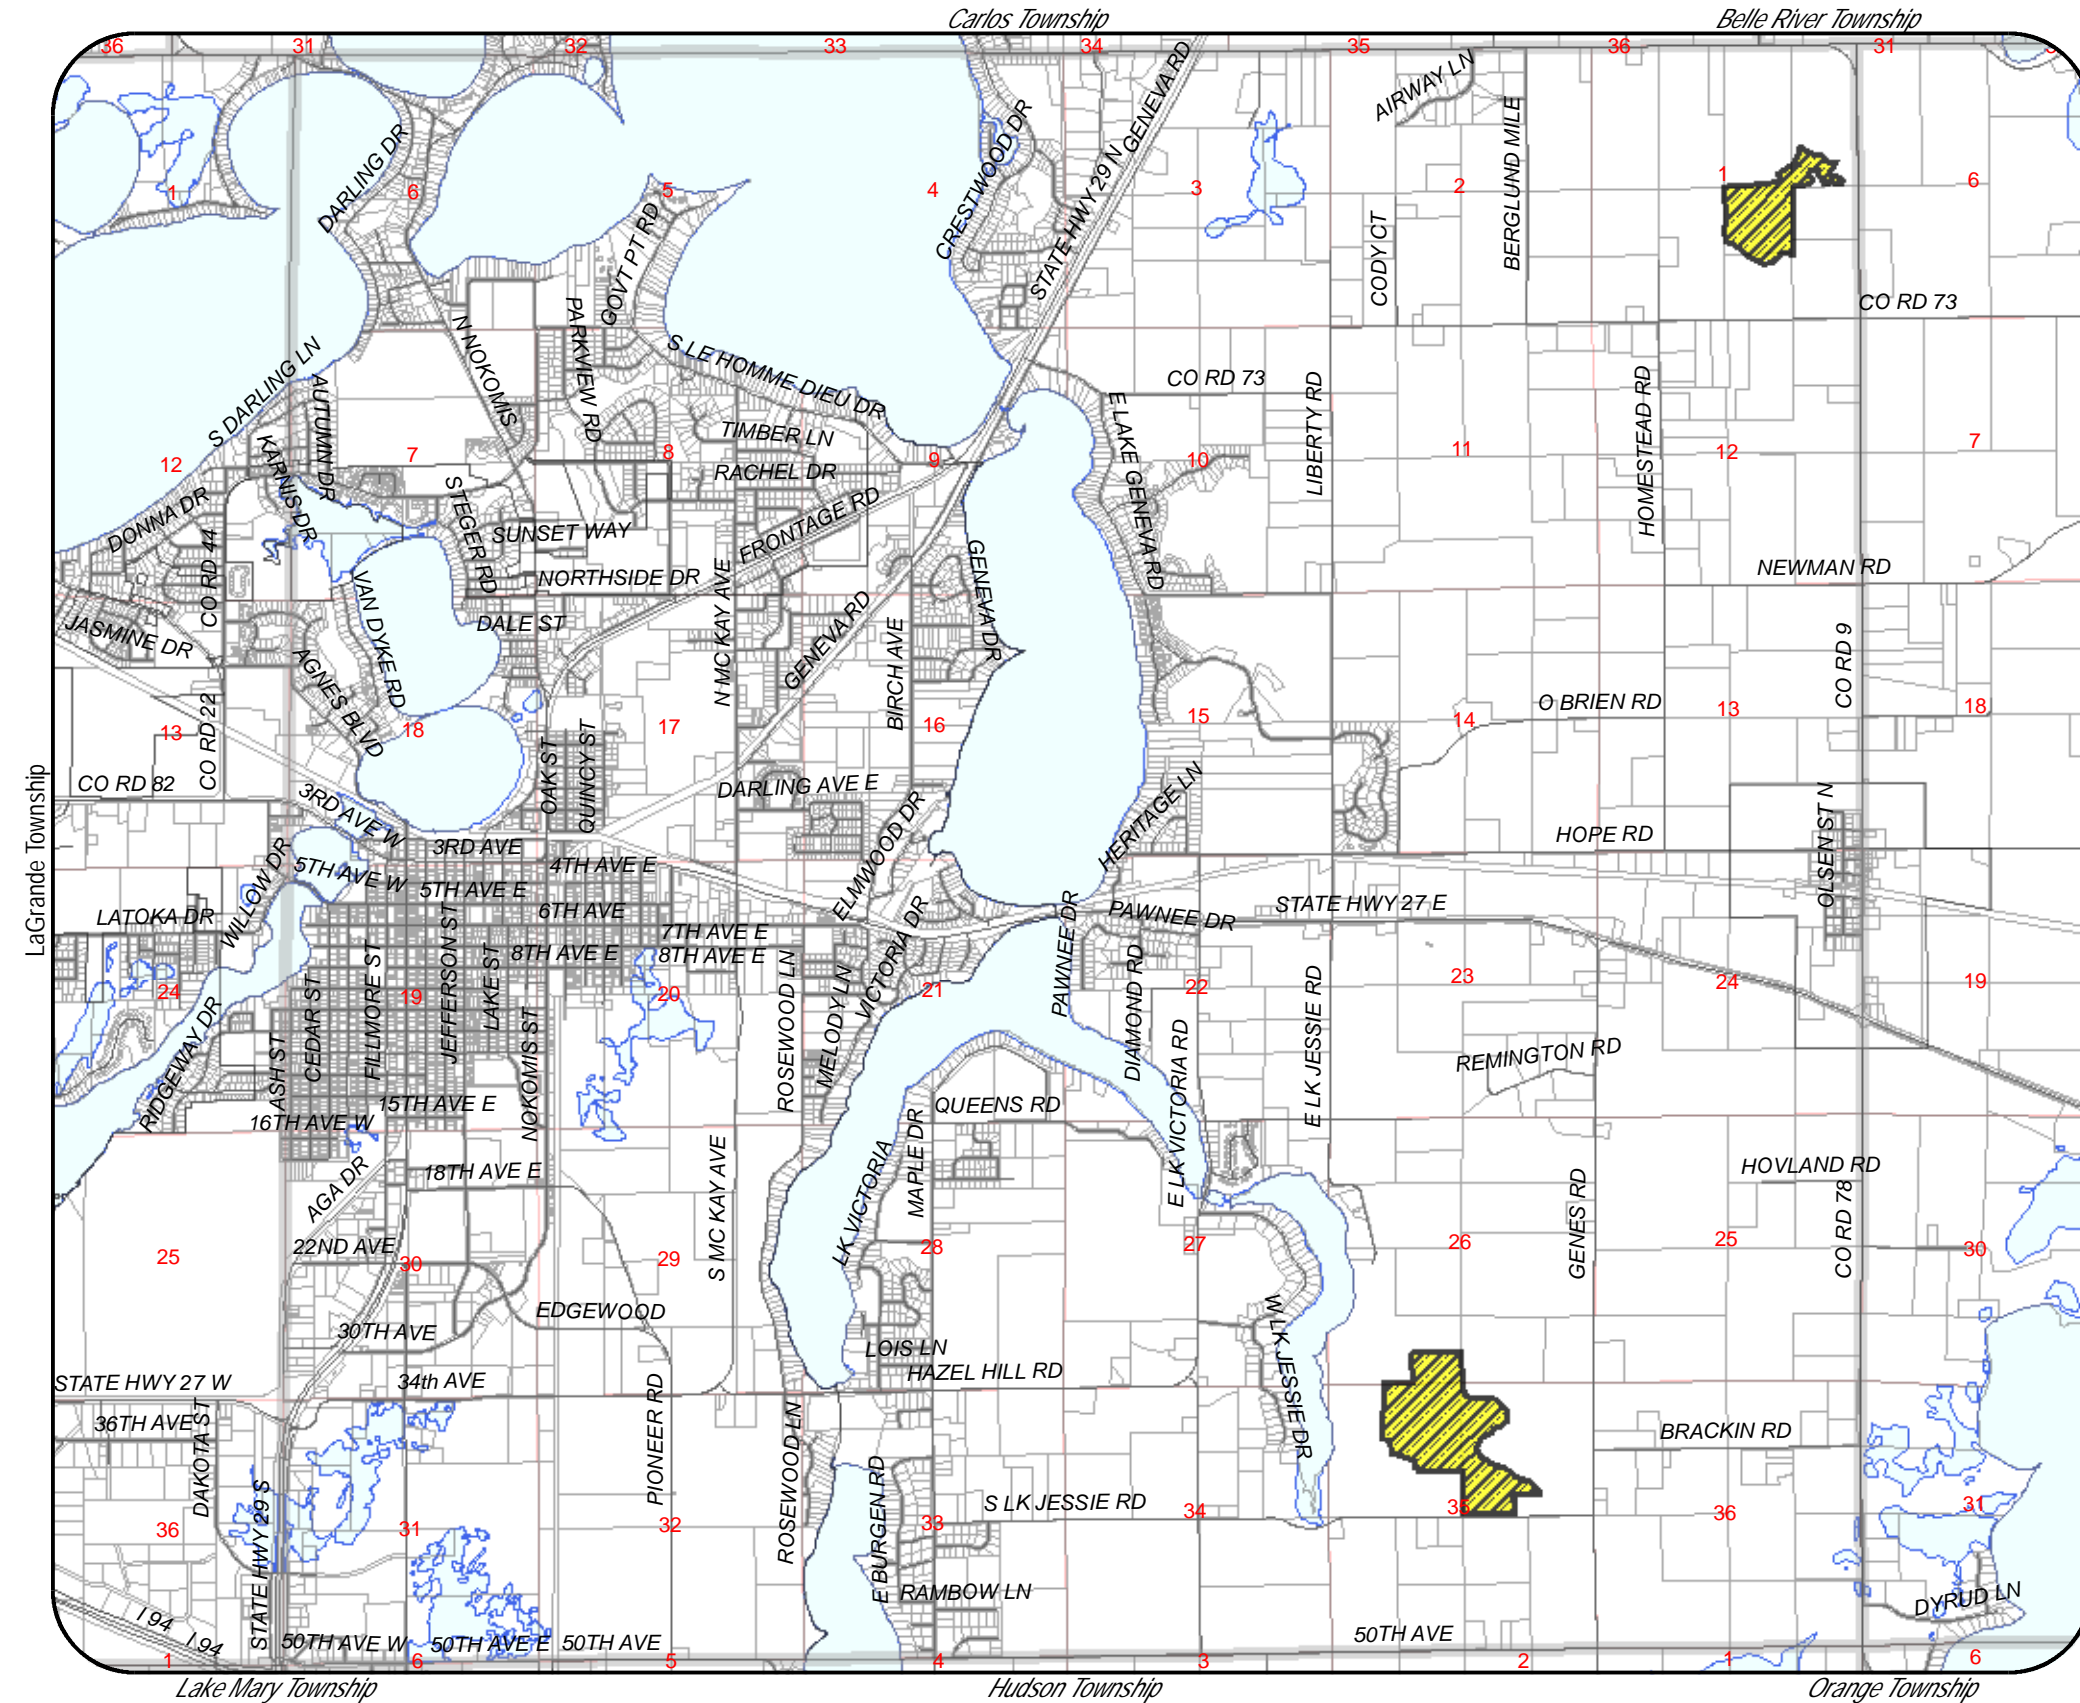 Carlos Township
Belle River Township
36
31
32
33
34
35
36
31
DARLING DR
CRESTWOOD DR
STATE HWY 29 N
GENEVA RD
AIRWAY LN
BERGLUND MILE
1
6
5
4
3
2
1
6
GOVT PT RD
CODY CT
CO RD 73
S DARLING LN
N NOKOMIS
PARKVIEW RD
S LE HOMME DIEU DR
CO RD 73
LIBERTY RD
HOMESTEAD RD
AUTUMN DR
KARNIS DR
TIMBER LN
RACHEL DR
E LAKE GENEVA RD
12
7
8
9
10
11
12
7
DONNA DR
CO RD 44
STEGER RD
SUNSET WAY
FRONTAGE RD
NORTHSIDE DR
NEWMAN RD
JASMINE DR
VAN DYKE RD
DALE ST
N MC KAY AVE
GENEVA RD
BIRCH AVE
GENEVA DR
CO RD 9
AGNES BLVD
O BRIEN RD
CO RD 22
13
18
17
16
15
14
13
18
OAK ST
QUINCY ST
CO RD 82
DARLING AVE E
LaGrande Township
3RD AVE W
3RD AVE
4TH AVE E
ELMWOOD DR
HERITAGE LN
HOPE RD
OLSEN ST N
WILLOW DR
5TH AVE W
5TH AVE E
6TH AVE
LATOKA DR
7TH AVE E
8TH AVE E
8TH AVE E
VICTORIA DR
PAWNEE DR
PAWNEE DR
STATE HWY 27 E
24
19
20
21
22
23
24
19
RIDGEWAY DR
ASH ST
CEDAR ST
FILLMORE ST
JEFFERSON ST
LAKE ST
NOKOMIS ST
ROSEWOOD LN
MELODY LN
DIAMOND RD
E LK VICTORIA RD
E LK JESSIE RD
REMINGTON RD
15TH AVE E
16TH AVE W
QUEENS RD
AGA DR
18TH AVE E
S MC KAY AVE
LK VICTORIA
MAPLE DR
GENES RD
HOVLAND RD
CO RD 78
22ND AVE
25
30
29
28
27
26
25
30
EDGEWOOD
30TH AVE
LOIS LN
HAZEL HILL RD
W LK JESSIE DR
STATE HWY 27 W
34th AVE
36TH AVE
DAKOTA ST
PIONEER RD
ROSEWOOD LN
E BURGEN RD
BRACKIN RD
S LK JESSIE RD
36
31
32
33
34
35
36
31
STATE HWY 29 S
RAMBOW LN
DYRUD LN
I 94
I 94
50TH AVE W
50TH AVE E
50TH AVE
50TH AVE
1
6
5
4
3
2
1
6
Lake Mary Township
Hudson Township
Orange Township